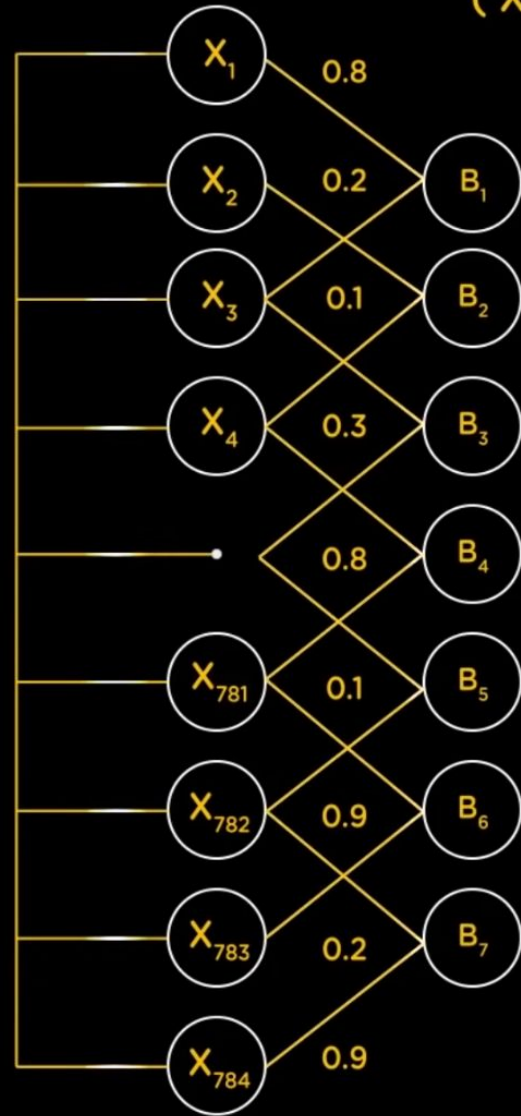 (X
X₁
0.8
X₂
0.2
B₁
X₃
0.1
B₂
X₄
0.3
B₃
0.8
B₄
X₇₈₁
0.1
B₅
X₇₈₂
0.9
B₆
X₇₈₃
0.2
B₇
X₇₈₄
0.9